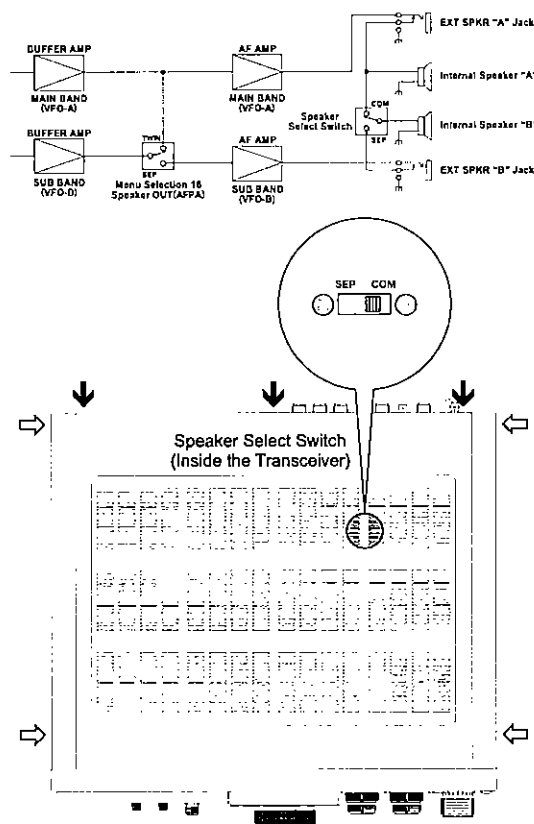 BUFFER AMP
MAIN BAND
(VFO-A)
AF AMP
MAIN BAND
(VFO-A)
EXT SPKR "A" Jack
Internal Speaker "A"
COM
Speaker
Select Switch
SEP
Internal Speaker "B"
BUFFER AMP
SUB BAND
(VFO-B)
TWIN
SEP
Menu Selection 16
Speaker OUT(AFPA)
AF AMP
SUB BAND
(VFO-B)
EXT SPKR "B" Jack
SEP COM
Speaker Select Switch
(Inside the Transceiver)